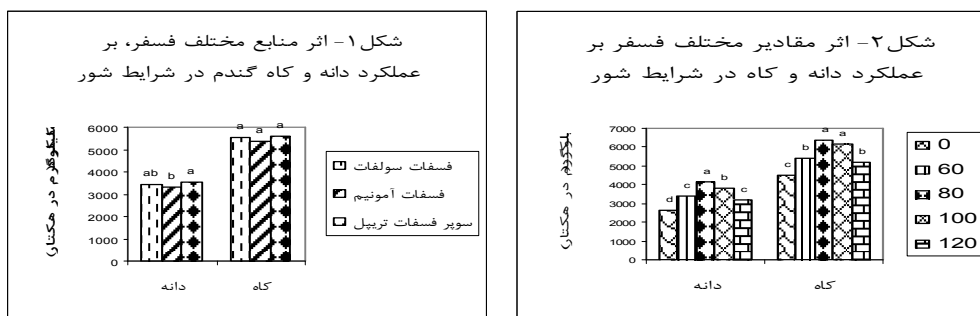 شکل۱- اثر منابع مختلف فسفر، بر
عملکرد دانه و کاه گندم در شرایط شور
6000
5000
4000
3000
2000
1000
0
ab
b
a
a
a
a
دانه
کاه
فسفات سولفات
فسفات آمونیم
سوپر فسفات تریپل
شکل۲- اثر مقادیر مختلف فسفر بر
عملکرد دانه و کاه در شرایط شور
7000
6000
5000
4000
3000
2000
1000
0
d
c
a
b
c
c
b
a
a
b
دانه
کاه
0
60
80
100
120
در هکتار)
در هکتار)